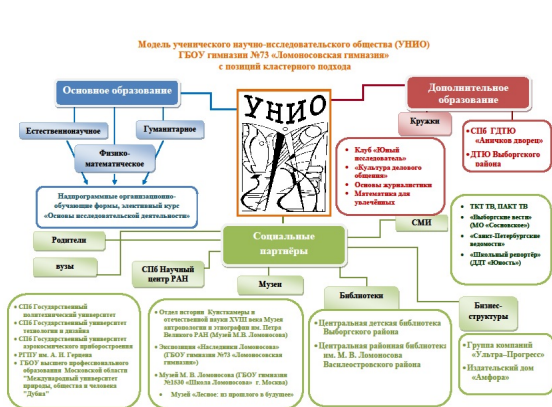 Модель ученического научно-исследовательского общества (УНИО)
ГБОУ гимназии №73 «Ломоносовская гимназия»
с позиций кластерного подхода
Основное образование
УНИО
Дополнительное
образование
Естественнонаучное
Гуманитарное
Физико-
математическое
Кружки
• СПб ГДТЮ
«Аничков дворец»
• ДТЮ Выборгского
района
• Клуб «Юный
исследователь»
• «Культура делового
общения»
• Основы журналистики
• Математика для
увлечённых
Надпрограммные организационно-
обучающие формы, элективный курс
«Основы исследовательской деятельности»
• ТКТ ТВ, ПАКТ ТВ
• «Выборгские вести»
(МО «Сосновское»)
• «Санкт-Петербургские
ведомости»
• «Школьный репортёр»
(ДДТ «Юность»)
Родители
Социальные
партнёры
СМИ
вузы
СПб Научный
центр РАН
Музеи
Библиотеки
Бизнес-
структуры
• СПб Государственный
политехнический университет
• СПб Государственный университет
технологии и дизайна
• СПб Государственный университет
аэрокосмического приборостроения
• РГПУ им. А. И. Герцена
• ГБОУ высшего профессионального
образования Московской области
"Международный университет
природы, общества и человека
"Дубна"
• Отдел истории Кунсткамеры и
отечественной науки XVIII века Музея
антропологии и этнографии им. Петра
Великого РАН (Музей М.В. Ломоносова)
• Экспозиция «Наследники Ломоносова»
(ГБОУ гимназия №73 «Ломоносовская
гимназия»)
• Музей М. В. Ломоносова (ГБОУ гимназия
№1530 «Школа Ломоносова» г. Москва)
• Музей «Лесное: из прошлого в будущее»
• Центральная детская библиотека
Выборгского района
• Центральная районная библиотека
им. М. В. Ломоносова
Василеостровского района
• Группа компаний
«Ультра-Прогресс»
• Издательский дом
«Амфора»